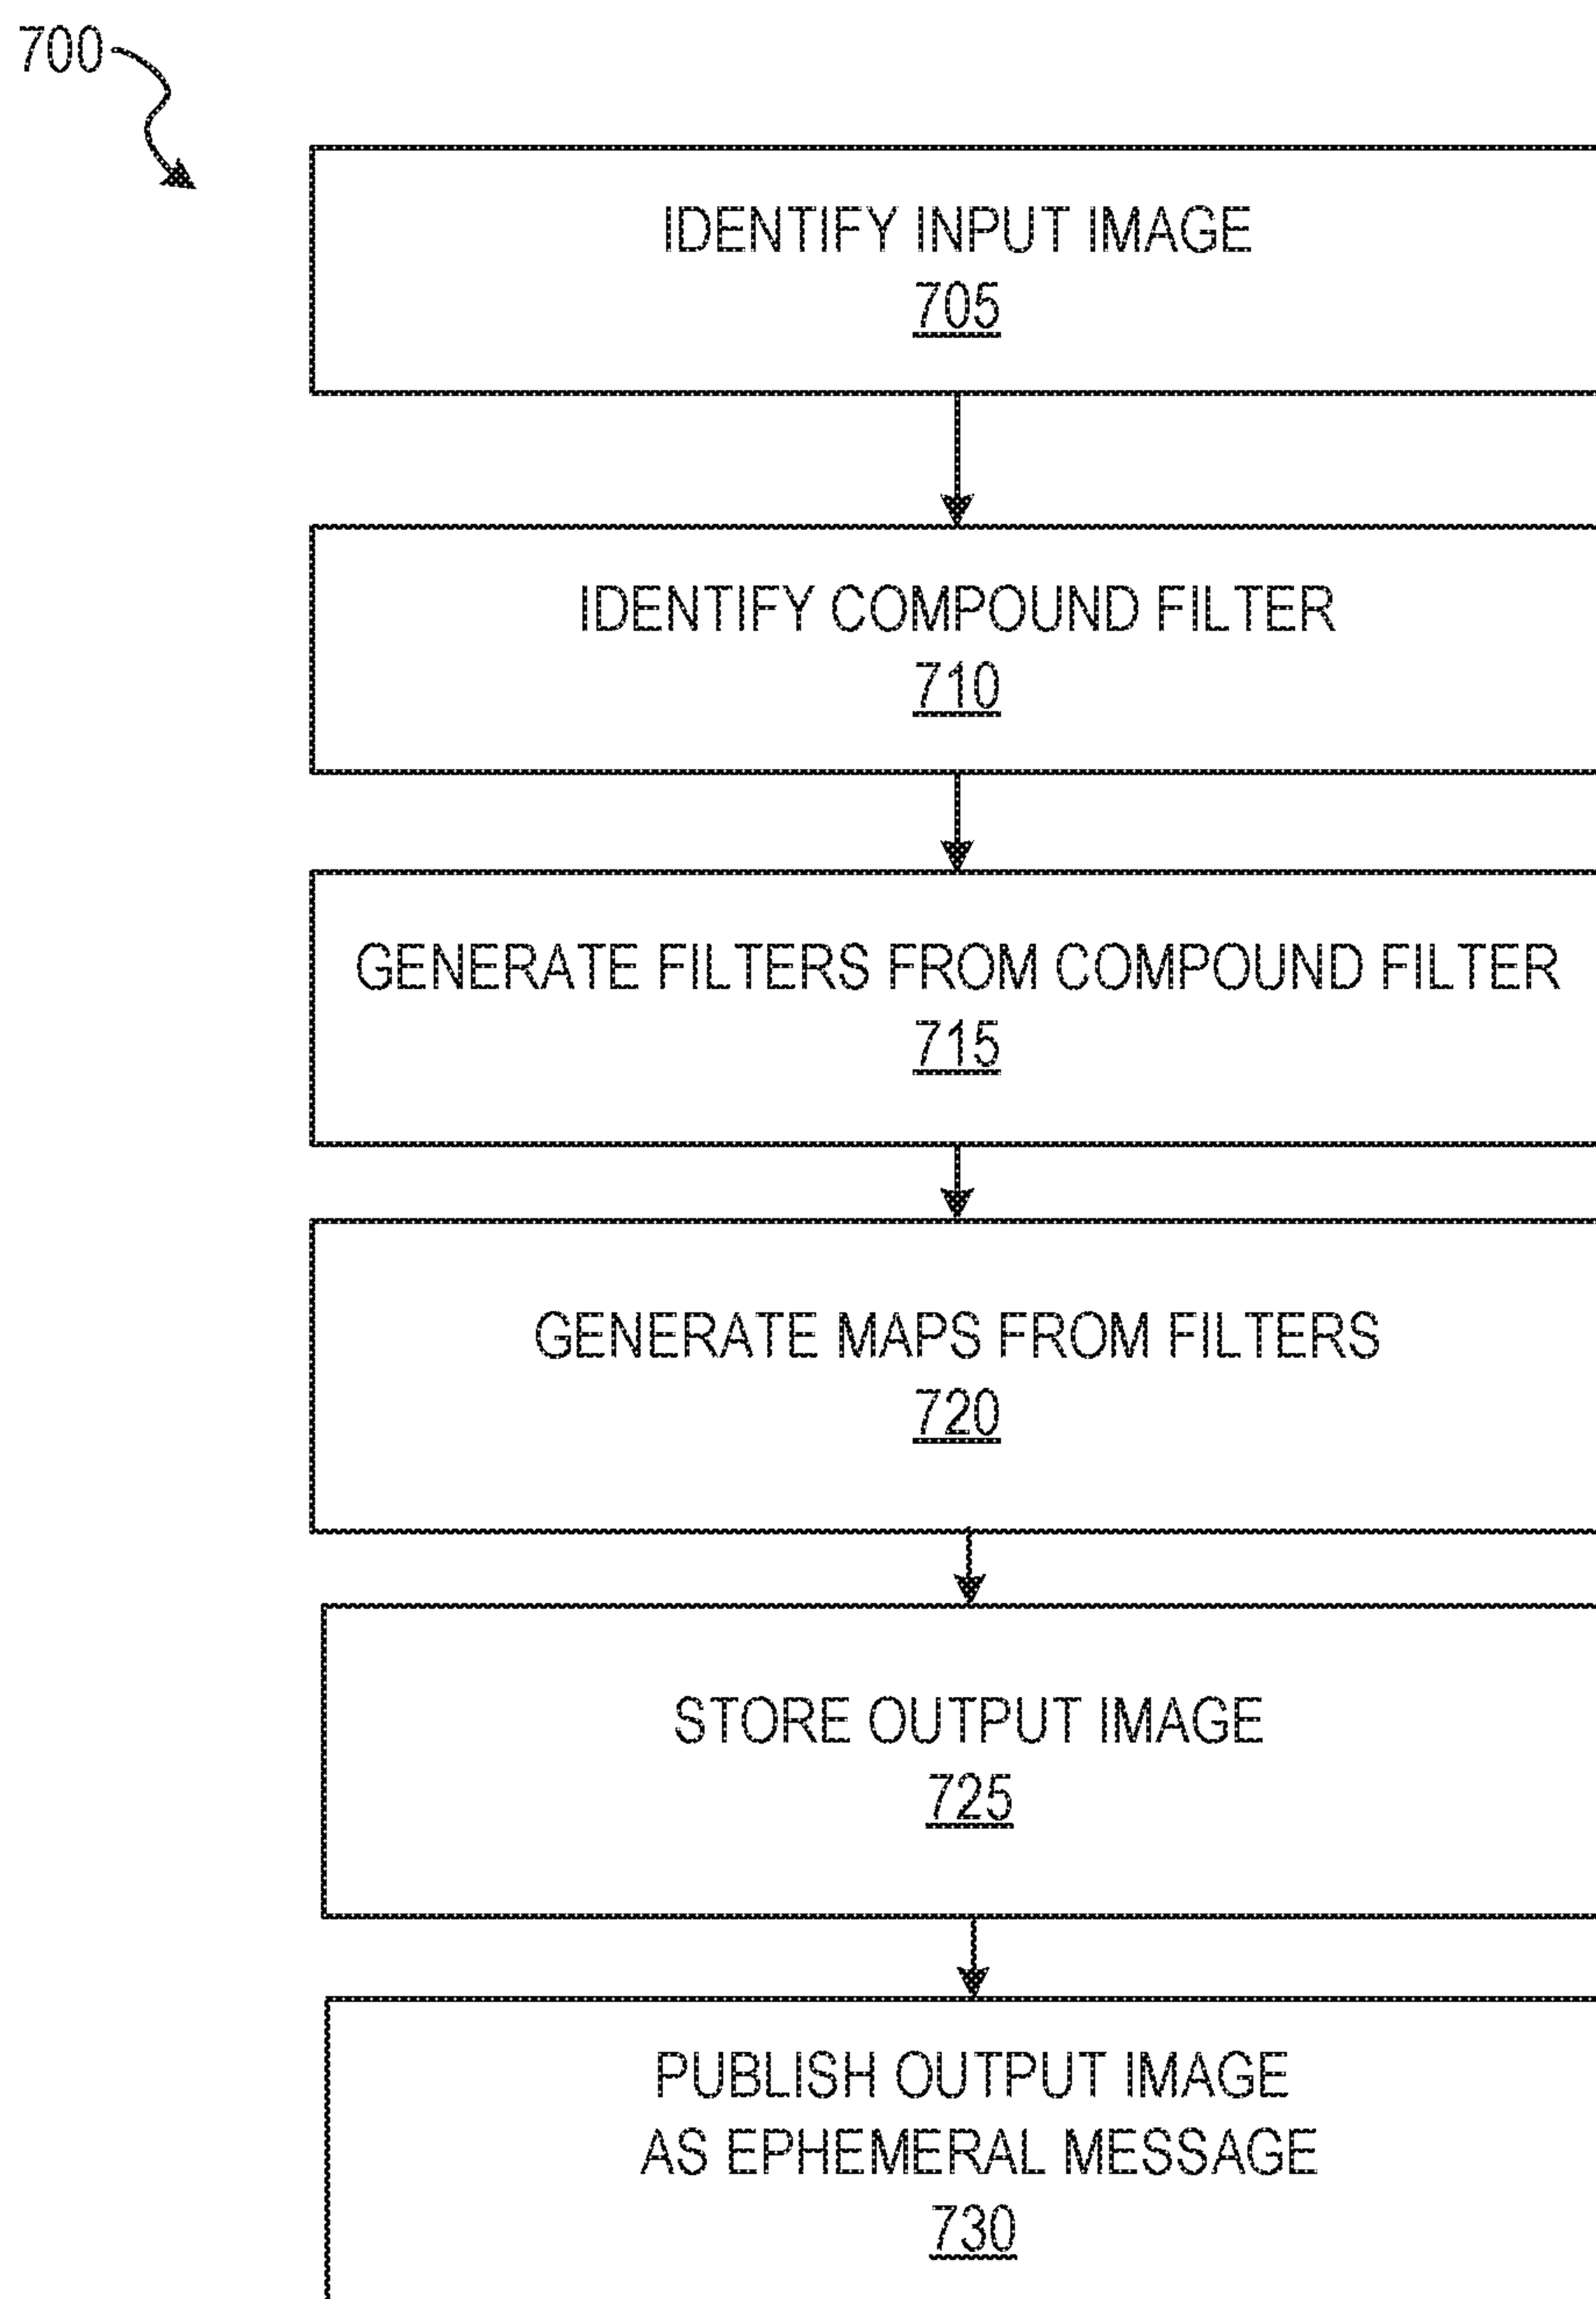 700
IDENTIFY INPUT IMAGE
705
IDENTIFY COMPOUND FILTER
710
GENERATE FILTERS FROM COMPOUND FILTER
715
GENERATE MAPS FROM FILTERS
720
STORE OUTPUT IMAGE
725
PUBLISH OUTPUT IMAGE
AS EPHEMERAL MESSAGE
730